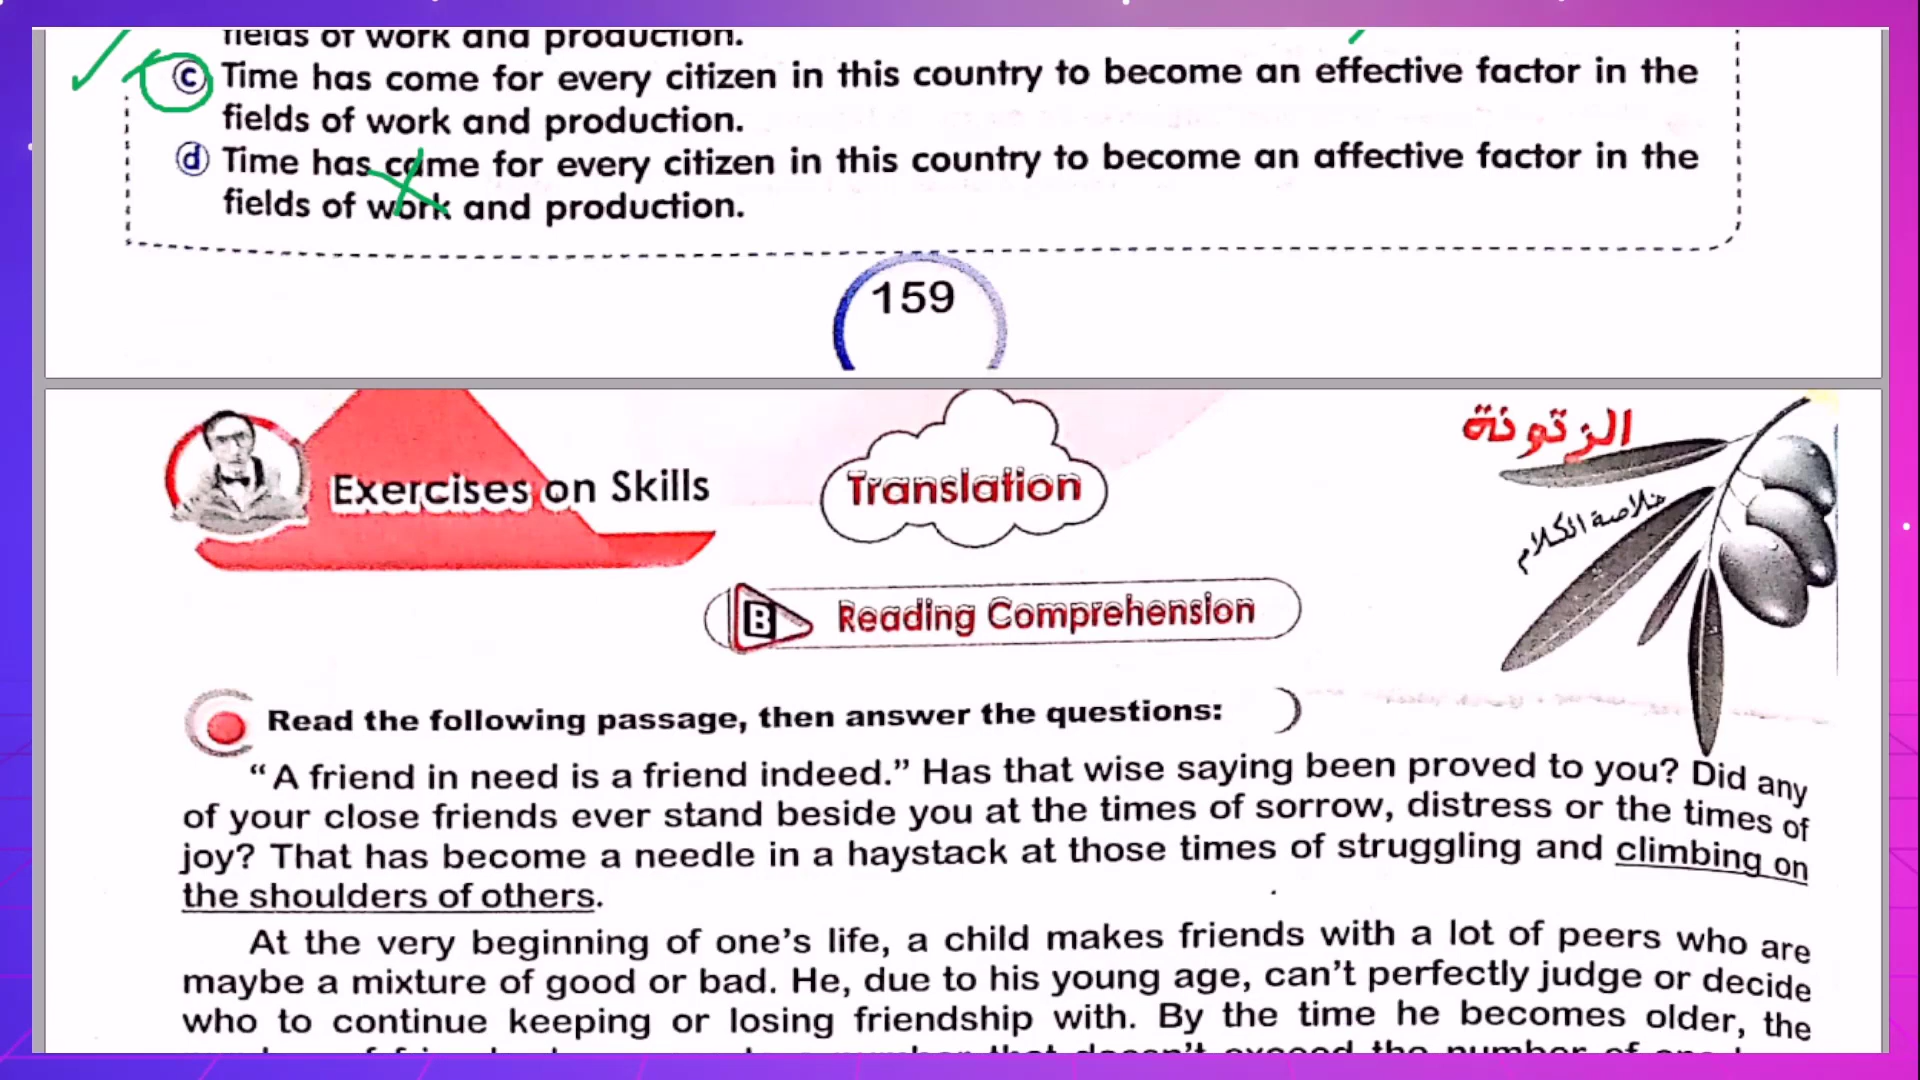 fields of work and production.
c Time has come for every citizen in this country to become an effective factor in the
fields of work and production.
d Time has came for every citizen in this country to become an affective factor in the
fields of work and production.
159
Exercises on Skills
Translation
الزتونة
خلاصة الكلام
B Reading Comprehension
Read the following passage, then answer the questions:
“A friend in need is a friend indeed.” Has that wise saying been proved to you? Did any
of your close friends ever stand beside you at the times of sorrow, distress or the times of
joy? That has become a needle in a haystack at those times of struggling and climbing on
the shoulders of others.
At the very beginning of one’s life, a child makes friends with a lot of peers who are
maybe a mixture of good or bad. He, due to his young age, can’t perfectly judge or decide
who to continue keeping or losing friendship with. By the time he becomes older, the
number that doesn’t exceed the number of